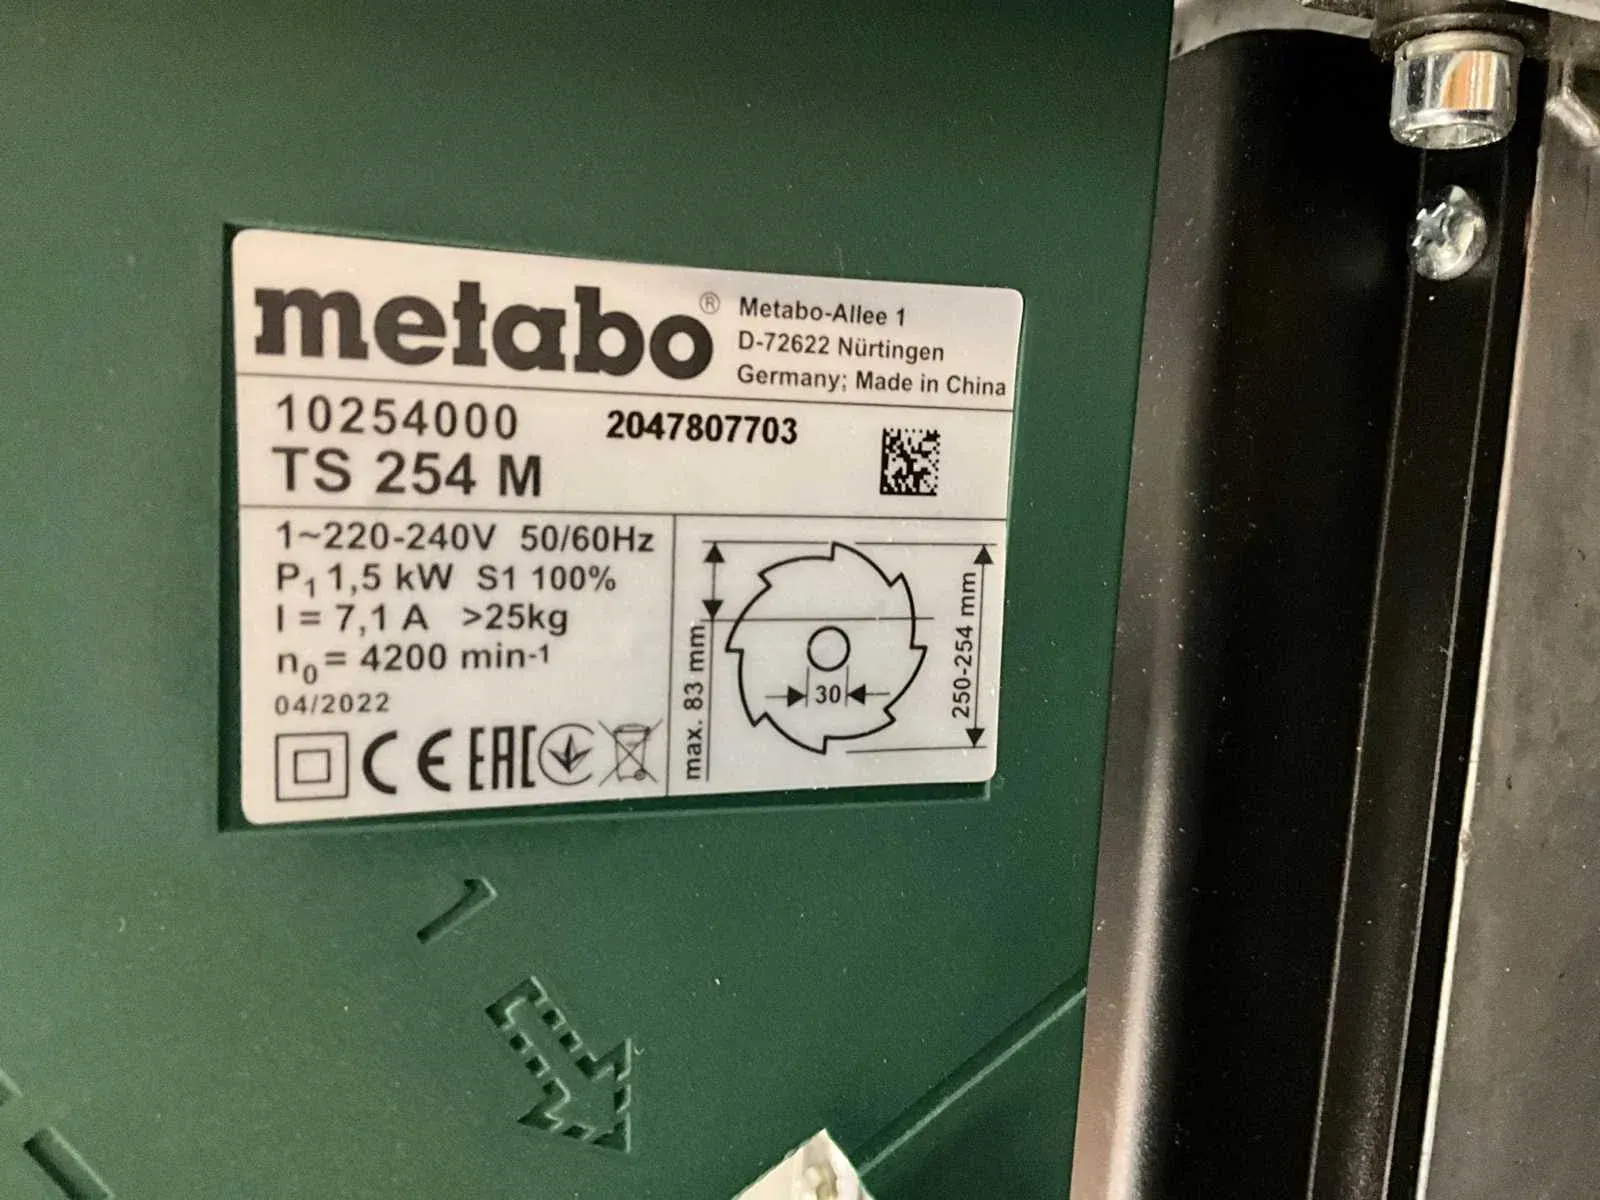 metabo®
Metabo-Allee 1
D-72622 Nürtingen
Germany; Made in China
10254000 2047807703
TS 254 M
1~220-240V 50/60Hz
P₁ 1,5 kW S1 100%
I = 7,1 A >25kg
n₀ = 4200 min-1
04/2022
CE EAC
max. 83 mm
30
250-254 mm
1